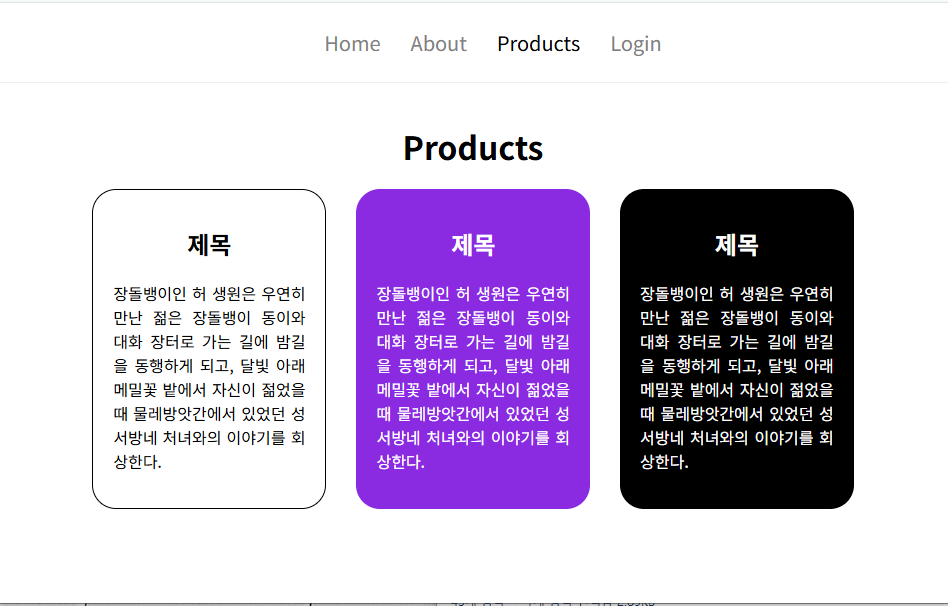 Home About Products Login
Products
제목
장돌뱅이인 허 생원은 우연히
만난 젊은 장돌뱅이 동이와
대화 장터로 가는 길에 밤길
을 동행하게 되고, 달빛 아래
메밀꽃 밭에서 자신이 젊었을
때 물레방앗간에서 있었던 성
서방네 처녀와의 이야기를 회
상한다.
제목
장돌뱅이인 허 생원은 우연히
만난 젊은 장돌뱅이 동이와
대화 장터로 가는 길에 밤길
을 동행하게 되고, 달빛 아래
메밀꽃 밭에서 자신이 젊었을
때 물레방앗간에서 있었던 성
서방네 처녀와의 이야기를 회
상한다.
제목
장돌뱅이인 허 생원은 우연히
만난 젊은 장돌뱅이 동이와
대화 장터로 가는 길에 밤길
을 동행하게 되고, 달빛 아래
메밀꽃 밭에서 자신이 젊었을
때 물레방앗간에서 있었던 성
서방네 처녀와의 이야기를 회
상한다.